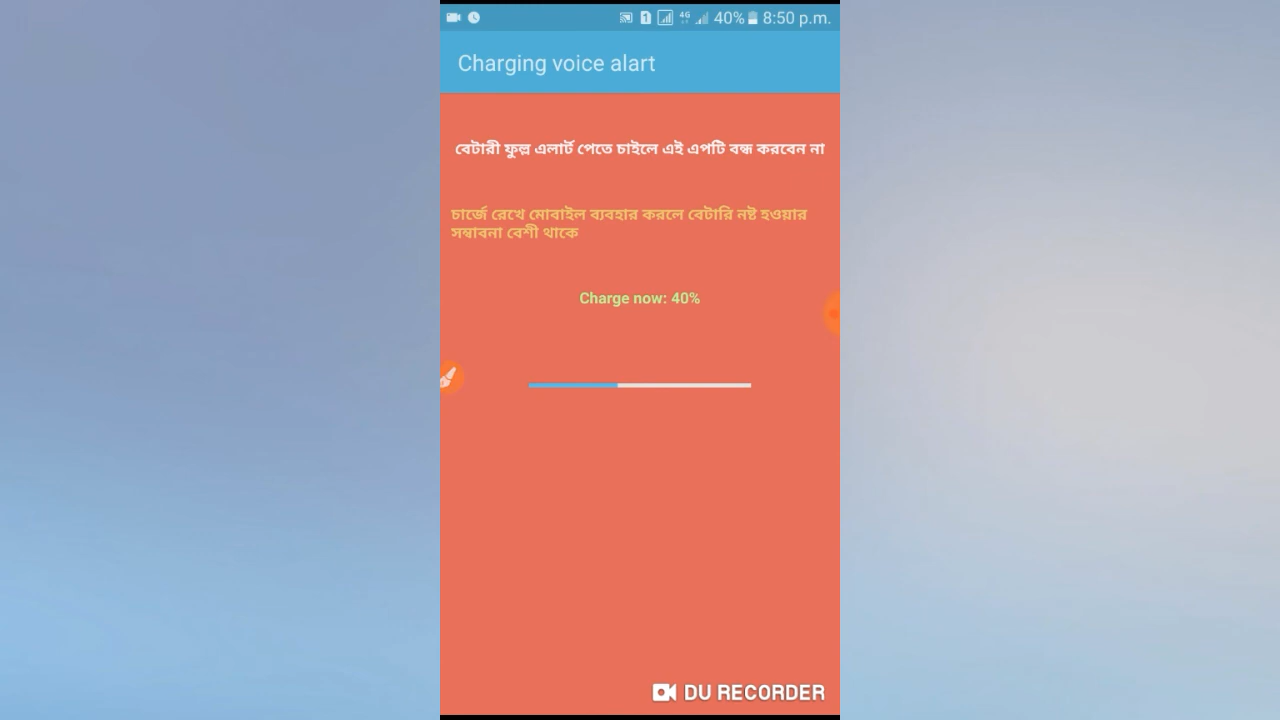 4G 40% 8:50 p.m.
Charging voice alart
বেটারী ফুল্ল এলার্ট পেতে চাইলে এই এপটি বন্ধ করবেন না
চার্জে রেখে মোবাইল ব্যবহার করলে বেটারি নষ্ট হওয়ার
সম্বাবনা বেশী থাকে
Charge now: 40%
DU RECORDER